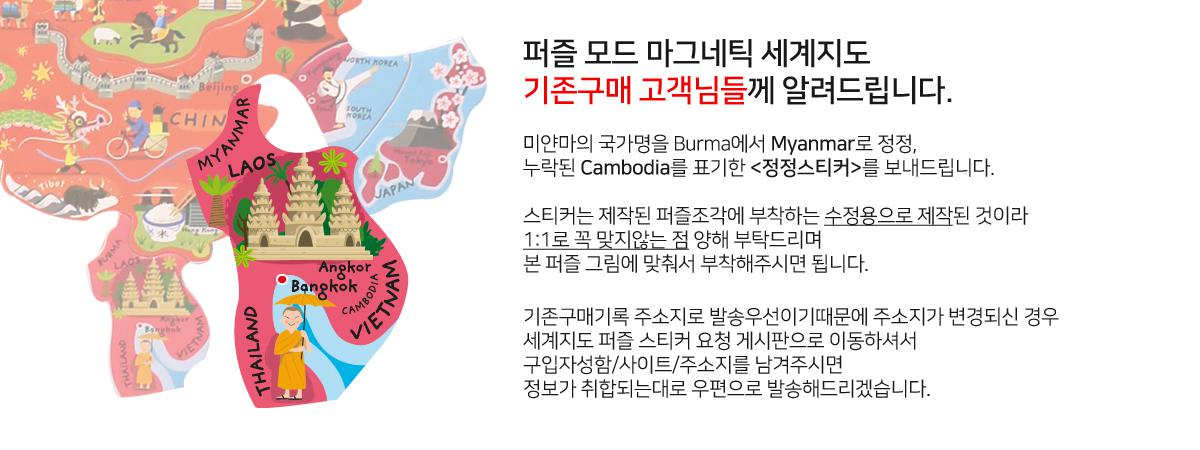 퍼즐 모드 마그네틱 세계지도
기존구매 고객님들께 알려드립니다.
미얀마의 국가명을 Burma에서 Myanmar로 정정,
누락된 Cambodia를 표기한 <정정스티커>를 보내드립니다.
스티커는 제작된 퍼즐조각에 부착하는 수정용으로 제작된 것이라
1:1로 꼭 맞지않는 점 양해 부탁드리며
본 퍼즐 그림에 맞춰서 부착해주시면 됩니다.
기존구매기록 주소지로 발송우선이기때문에 주소지가 변경되신 경우
세계지도 퍼즐 스티커 요청 게시판으로 이동하셔서
구입자성함/사이트/주소지를 남겨주시면
정보가 취합되는대로 우편으로 발송해드리겠습니다.
Beijing
CHIN
NORTH KOREA
SOUTH KOREA
Tokyo
JAPAN
Tibet
米
Hong Kong
BURMA
LAOS
Angkor
Bangkok
THAILAND
VIETNAM
MYANMAR
LAOS
Angkor
Bangkok
CAMBODIA
VIETNAM
THAILAND